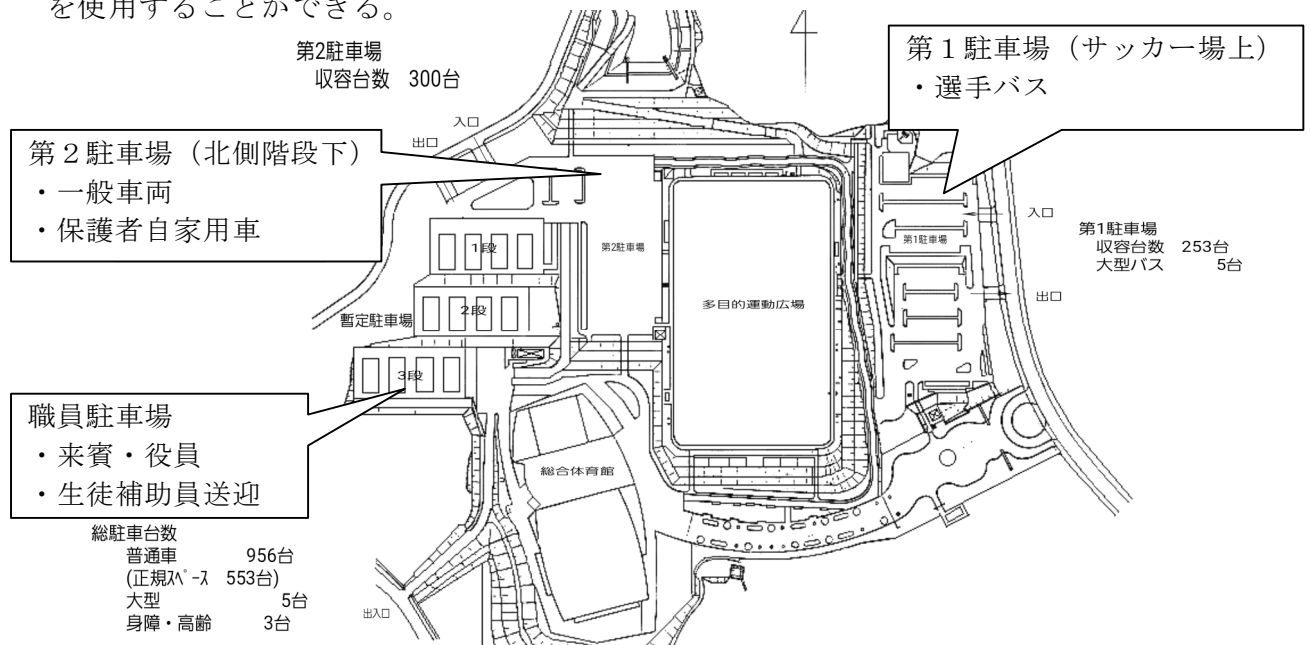 を使用することができる。
第2駐車場
収容台数 300台
第１駐車場（サッカー場上）
・選手バス
入口
出口
第２駐車場（北側階段下）
・一般車両
・保護者自家用車
入口
第1駐車場
収容台数 253台
大型バス 5台
出口
1段
第2駐車場
第1駐車場
2段
暫定駐車場
多目的運動広場
3段
職員駐車場
・来賓・役員
・生徒補助員送迎
総合体育館
総駐車台数
普通車 956台
(正規ｽﾍﾟｰｽ 553台)
大型 5台
身障・高齢 3台
出入口